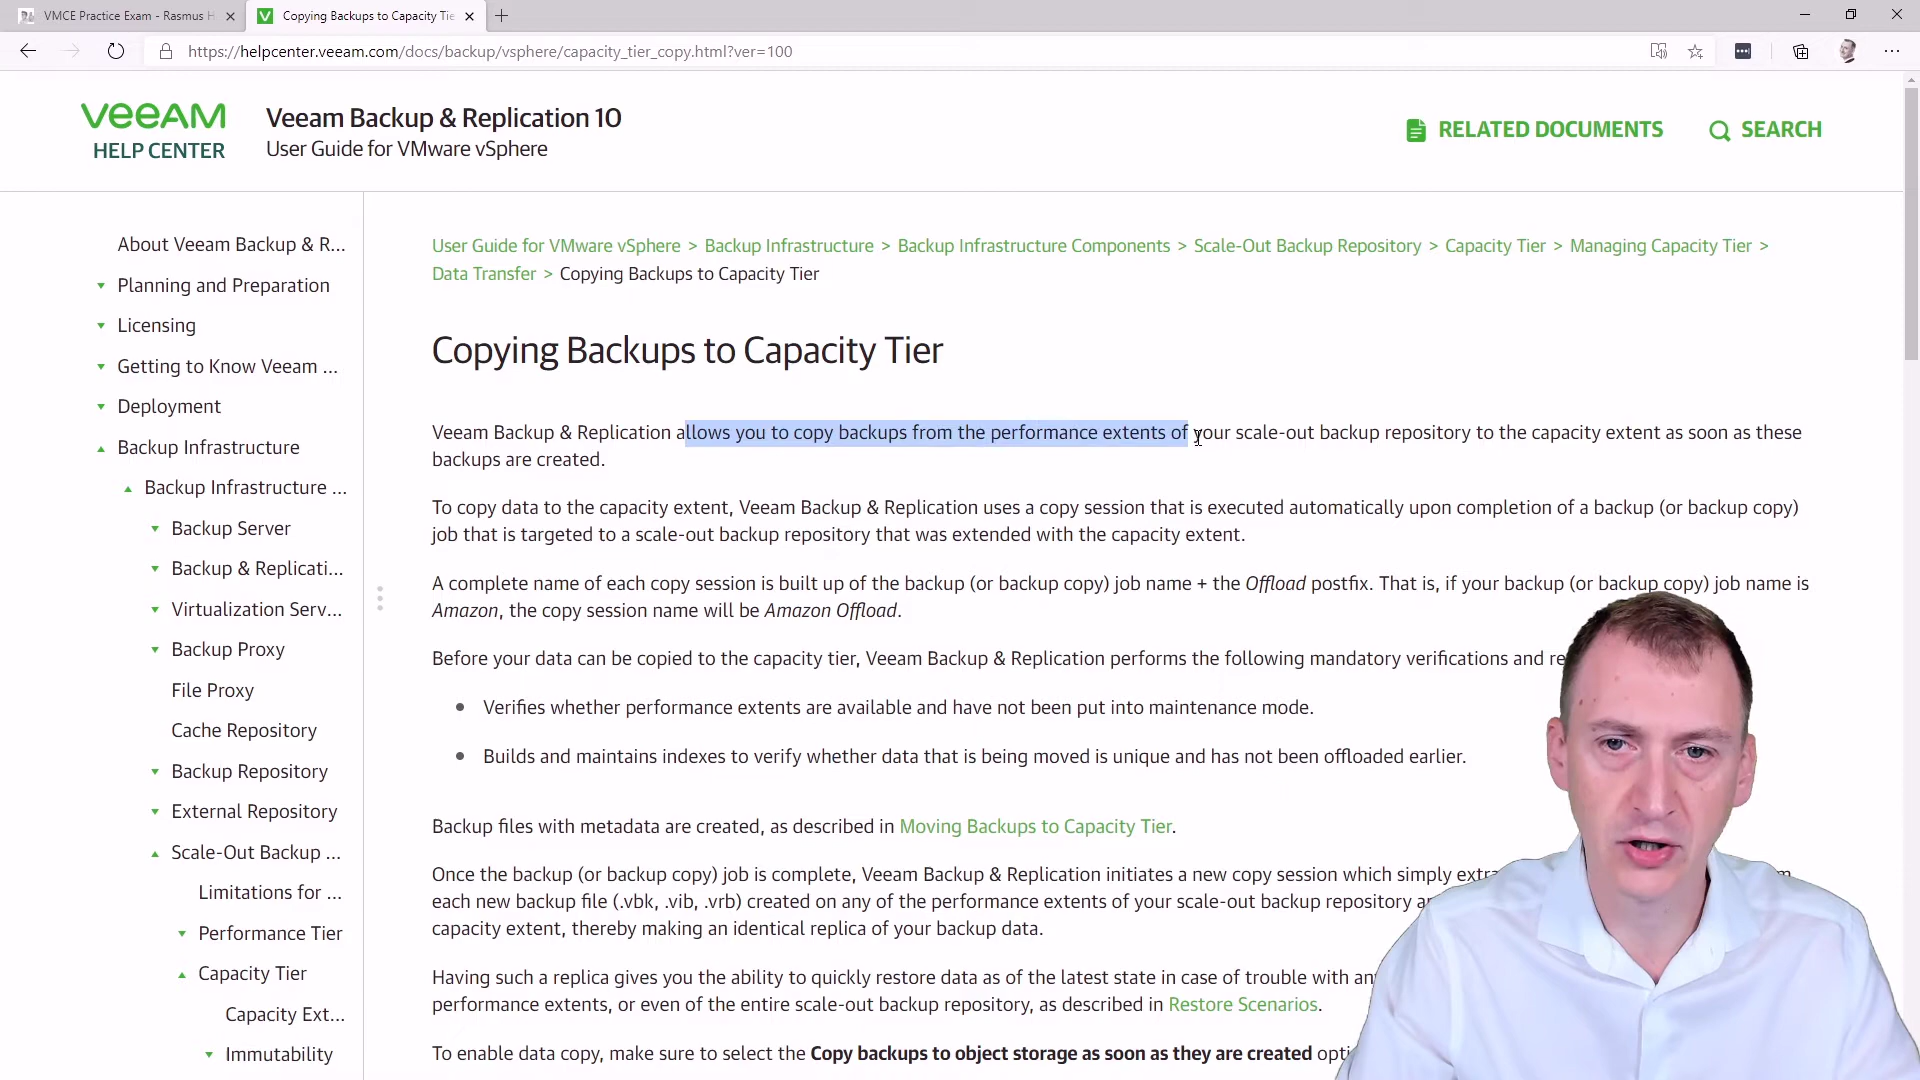 VMCE Practice Exam - Rasmus H
Copying Backups to Capacity Tie
https://helpcenter.veeam.com/docs/backup/vsphere/capacity_tier_copy.html?ver=100
VEEAM
HELP CENTER
Veeam Backup & Replication 10
User Guide for VMware vSphere
RELATED DOCUMENTS
SEARCH
About Veeam Backup & R...
Planning and Preparation
Licensing
Getting to Know Veeam ...
Deployment
Backup Infrastructure
Backup Infrastructure ...
Backup Server
Backup & Replicati...
Virtualization Serv...
Backup Proxy
File Proxy
Cache Repository
Backup Repository
External Repository
Scale-Out Backup ...
Limitations for ...
Performance Tier
Capacity Tier
Capacity Ext...
Immutability
User Guide for VMware vSphere > Backup Infrastructure > Backup Infrastructure Components > Scale-Out Backup Repository > Capacity Tier > Managing Capacity Tier >
Data Transfer > Copying Backups to Capacity Tier
Copying Backups to Capacity Tier
Veeam Backup & Replication allows you to copy backups from the performance extents of your scale-out backup repository to the capacity extent as soon as these
backups are created.
To copy data to the capacity extent, Veeam Backup & Replication uses a copy session that is executed automatically upon completion of a backup (or backup copy)
job that is targeted to a scale-out backup repository that was extended with the capacity extent.
A complete name of each copy session is built up of the backup (or backup copy) job name + the Offload postfix. That is, if your backup (or backup copy) job name is
Amazon, the copy session name will be Amazon Offload.
Before your data can be copied to the capacity tier, Veeam Backup & Replication performs the following mandatory verifications and re
Verifies whether performance extents are available and have not been put into maintenance mode.
Builds and maintains indexes to verify whether data that is being moved is unique and has not been offloaded earlier.
Backup files with metadata are created, as described in Moving Backups to Capacity Tier.
Once the backup (or backup copy) job is complete, Veeam Backup & Replication initiates a new copy session which simply extra
each new backup file (.vbk, .vib, .vrb) created on any of the performance extents of your scale-out backup repository a
capacity extent, thereby making an identical replica of your backup data.
Having such a replica gives you the ability to quickly restore data as of the latest state in case of trouble with an
performance extents, or even of the entire scale-out backup repository, as described in Restore Scenarios.
To enable data copy, make sure to select the Copy backups to object storage as soon as they are created opti